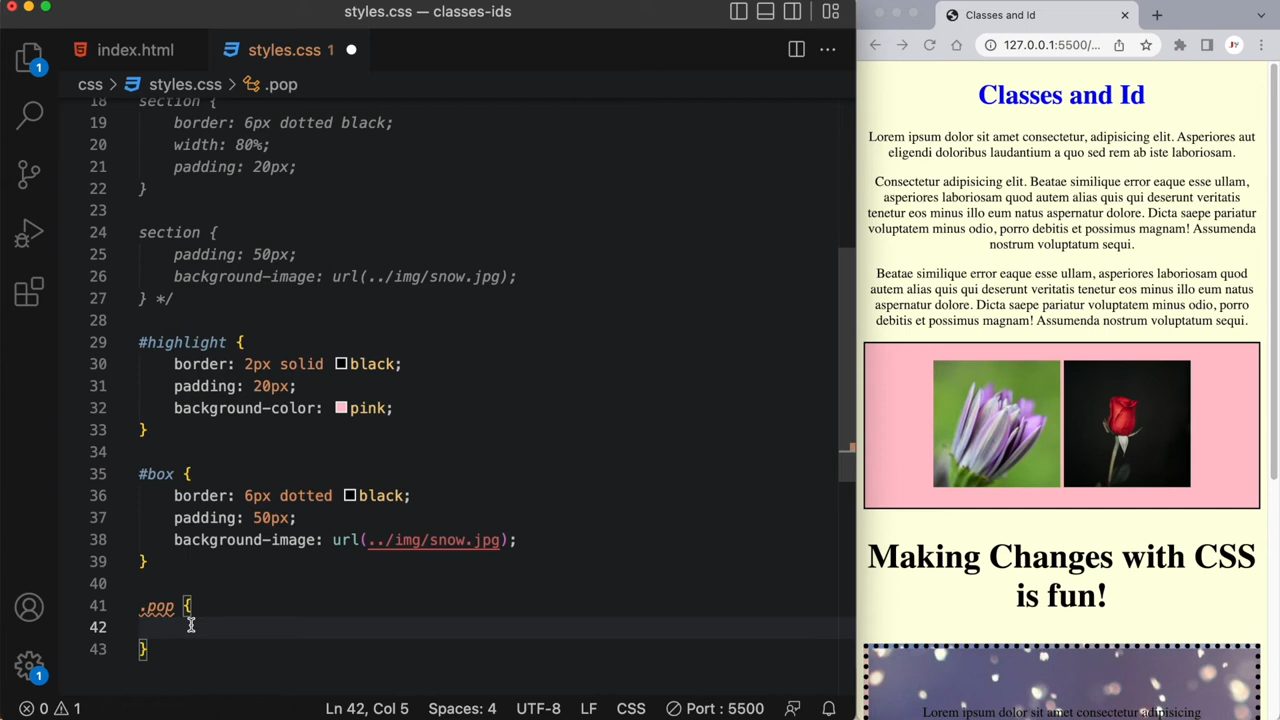 styles.css — classes-ids
index.html
styles.css 1
css > styles.css > .pop
18 section {
19 border: 6px dotted black;
20 width: 80%;
21 padding: 20px;
22 }
23
24 section {
25 padding: 50px;
26 background-image: url(../img/snow.jpg);
27 } */
28
29 #highlight {
30 border: 2px solid black;
31 padding: 20px;
32 background-color: pink;
33 }
34
35 #box {
36 border: 6px dotted black;
37 padding: 50px;
38 background-image: url(../img/snow.jpg);
39 }
40
41 .pop {
42
43 }
1
1
0 1 Ln 42, Col 5 Spaces: 4 UTF-8 LF CSS Port : 5500
Classes and Id
127.0.0.1:5500/...
JY
Classes and Id
Lorem ipsum dolor sit amet consectetur, adipisicing elit. Asperiores aut
eligendi doloribus laudantium a quo sed rem ab iste laboriosam.
Consectetur adipisicing elit. Beatae similique error eaque esse ullam,
asperiores laboriosam quod autem alias quis qui deserunt veritatis
tenetur eos minus illo eum natus aspernatur dolore. Dicta saepe pariatur
voluptatem minus odio, porro debitis et possimus magnam! Assumenda
nostrum voluptatum sequi.
Beatae similique error eaque esse ullam, asperiores laboriosam quod
autem alias quis qui deserunt veritatis tenetur eos minus illo eum natus
aspernatur dolore. Dicta saepe pariatur voluptatem minus odio, porro
debitis et possimus magnam! Assumenda nostrum voluptatum sequi.
Making Changes with CSS
is fun!
Lorem ipsum dolor sit amet consectetur adipisicing